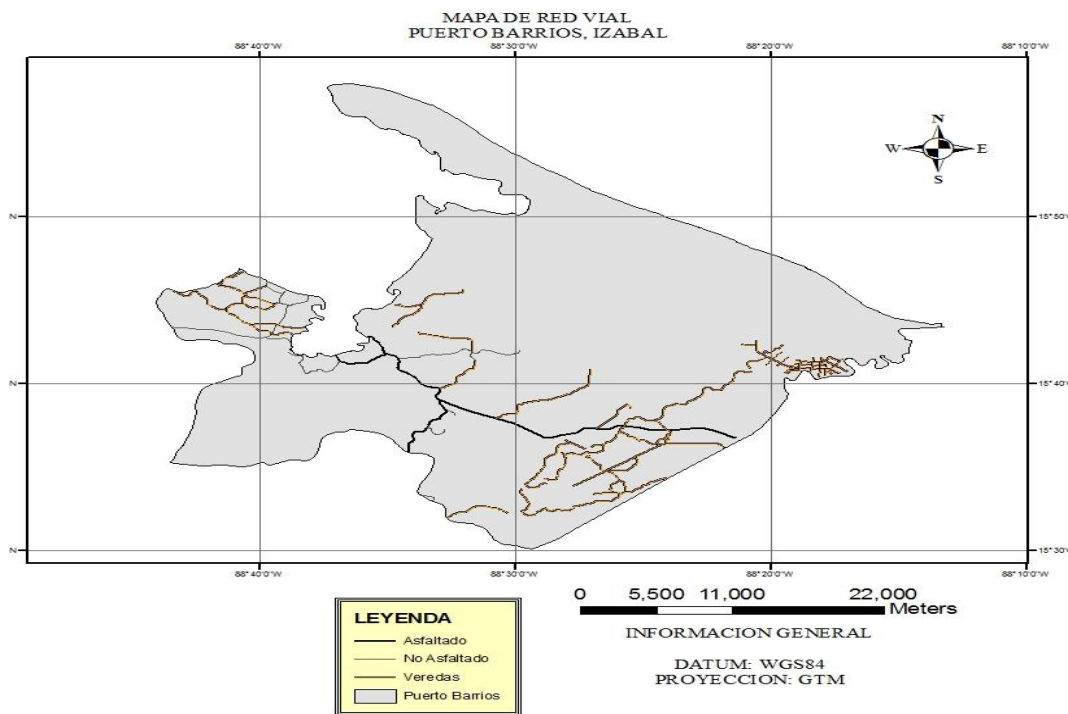 MAPA DE RED VIAL
PUERTO BARRIOS, IZABAL
88°40'0"W 88°30'0"W 88°20'0"W 88°10'0"W
N
W E
S
N 15°50'
N 15°40'
N 15°30'
88°40'0"W 88°30'0"W 88°20'0"W 88°10'0"W
0 5,500 11,000 22,000
Meters
LEYENDA
Asfaltado
No Asfaltado
Veredas
Puerto Barrios
INFORMACION GENERAL
DATUM: WGS84
PROYECCION: GTM